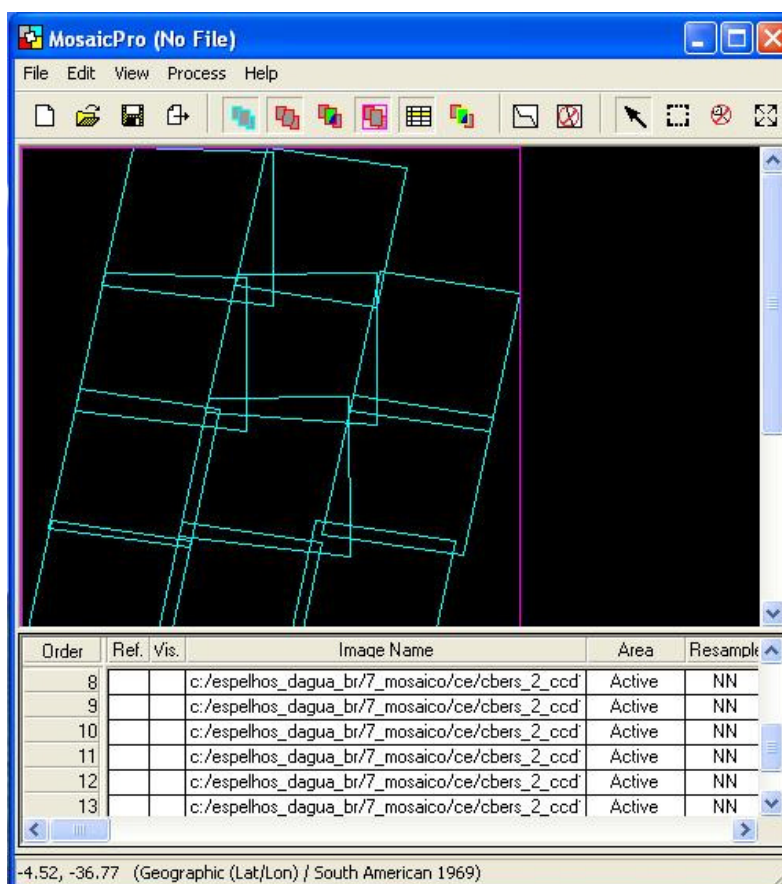 MosaicPro (No File)
File Edit View Process Help
Order Ref. Vis. Image Name Area Resample
8 c:/espelhos_dagua_br/7_mosaico/ce/cbers_2_ccd Active NN
9 c:/espelhos_dagua_br/7_mosaico/ce/cbers_2_ccd Active NN
10 c:/espelhos_dagua_br/7_mosaico/ce/cbers_2_ccd Active NN
11 c:/espelhos_dagua_br/7_mosaico/ce/cbers_2_ccd Active NN
12 c:/espelhos_dagua_br/7_mosaico/ce/cbers_2_ccd Active NN
13 c:/espelhos_dagua_br/7_mosaico/ce/cbers_2_ccd Active NN
-4.52, -36.77 (Geographic (Lat/Lon) / South American 1969)